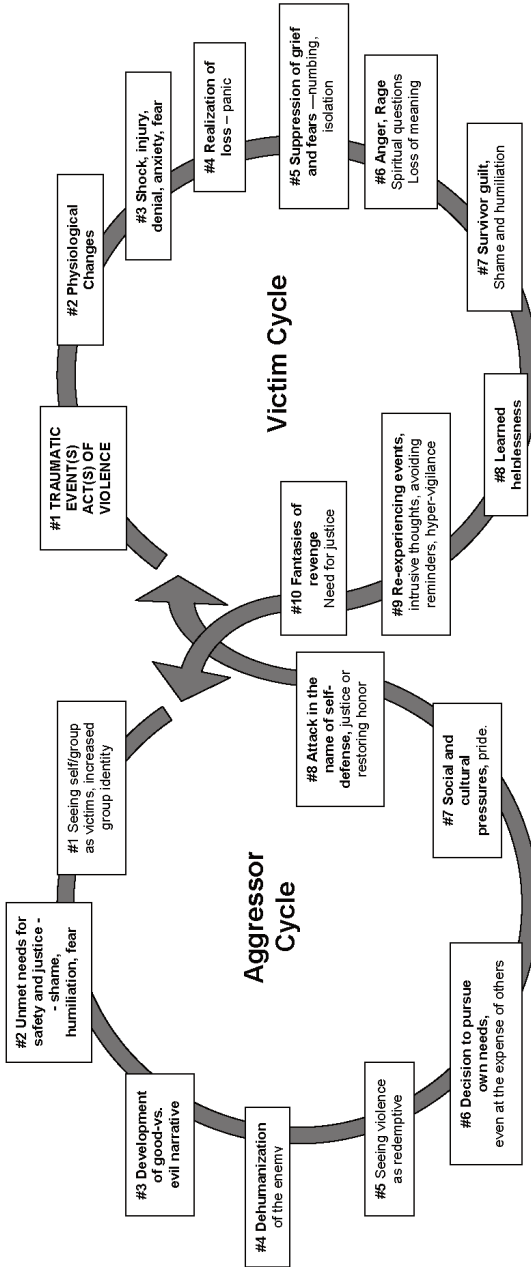 Aggressor
Cycle
#1 Seeing self/group
as victims, increased
group identity
#2 Unmet needs for
safety and justice -
- shame,
humiliation, fear
#3 Development
of good-vs.
evil narrative
#4 Dehumanization
of the enemy
#5 Seeing violence
as redemptive
#6 Decision to pursue
own needs,
even at the expense of others
#7 Social and
cultural
pressures, pride.
#8 Attack in the
name of self-
defense, justice or
restoring honor
Victim Cycle
#1 TRAUMATIC
EVENT(S)
ACT(S) OF
VIOLENCE
#2 Physiological
Changes
#3 Shock, injury,
denial, anxiety, fear
#4 Realization of
loss – panic
#5 Suppression of grief
and fears —numbing,
isolation
#6 Anger, Rage
Spiritual questions
Loss of meaning
#7 Survivor guilt,
Shame and humiliation
#8 Learned
helplessness
#9 Re-experiencing events,
intrusive thoughts, avoiding
reminders, hyper-vigilance
#10 Fantasies of
revenge
Need for justice